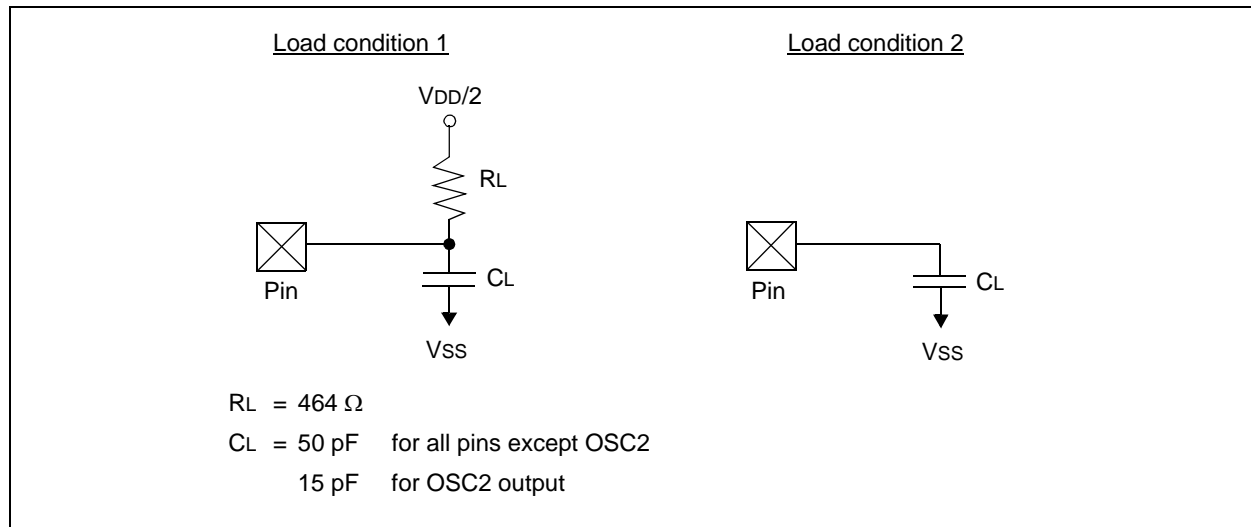 Load condition 1
VDD/2
RL
CL
Pin
VSS
Load condition 2
CL
Pin
VSS
RL = 464 Ω
CL = 50 pF for all pins except OSC2
15 pF for OSC2 output